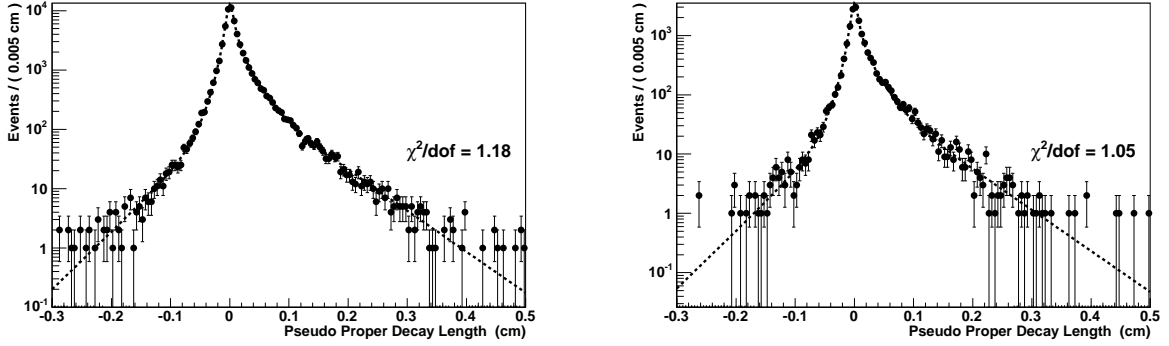 10⁴
10³
10²
10
1
10⁻¹
Events / ( 0.005 cm)
χ²/dof = 1.18
-0.3 -0.2 -0.1 0 0.1 0.2 0.3 0.4 0.5
Pseudo Proper Decay Length (cm)
10³
10²
10
1
10⁻¹
Events / ( 0.005 cm)
χ²/dof = 1.05
-0.3 -0.2 -0.1 0 0.1 0.2 0.3 0.4 0.5
Pseudo Proper Decay Length (cm)